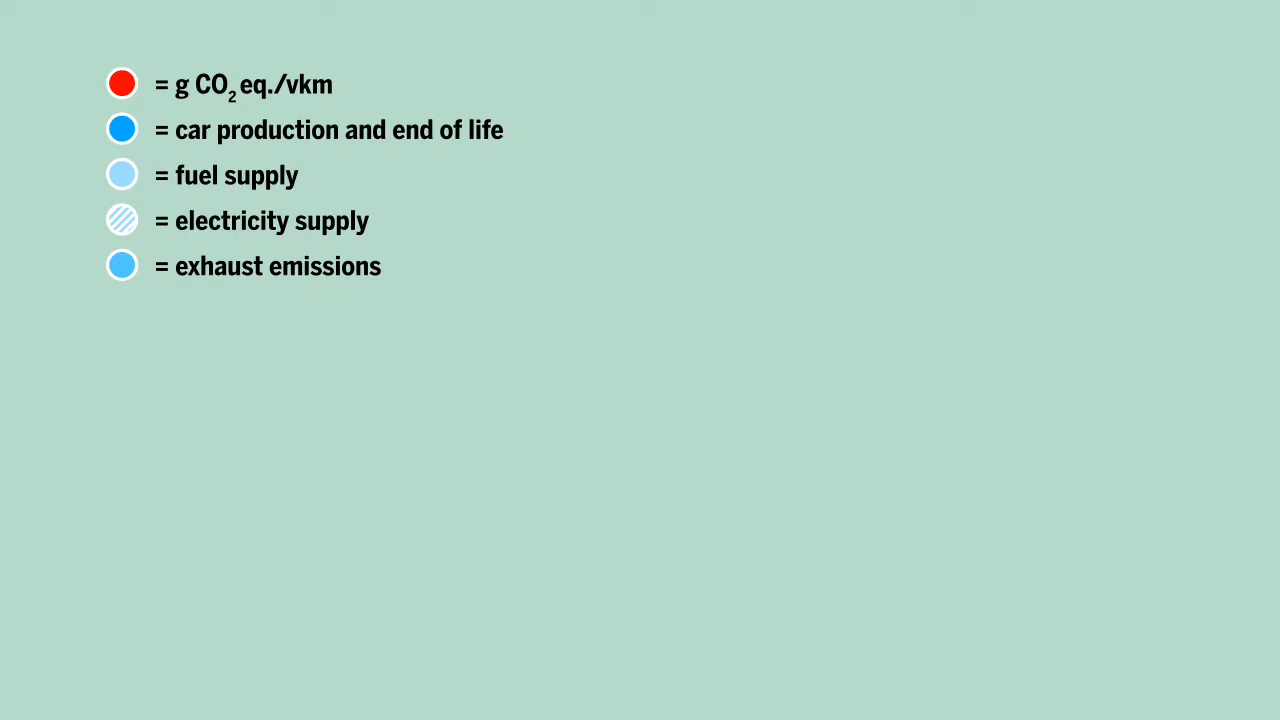 = g CO₂ eq./vkm
= car production and end of life
= fuel supply
= electricity supply
= exhaust emissions